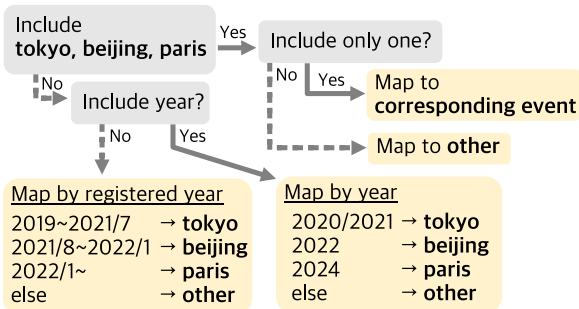 Include
tokyo, beijing, paris
Yes
Include only one?
No
Include year?
No
Yes
Map to
corresponding event
No
Yes
Map to other
Map by registered year
2019~2021/7 → tokyo
2021/8~2022/1 → beijing
2022/1~ → paris
else → other
Map by year
2020/2021 → tokyo
2022 → beijing
2024 → paris
else → other